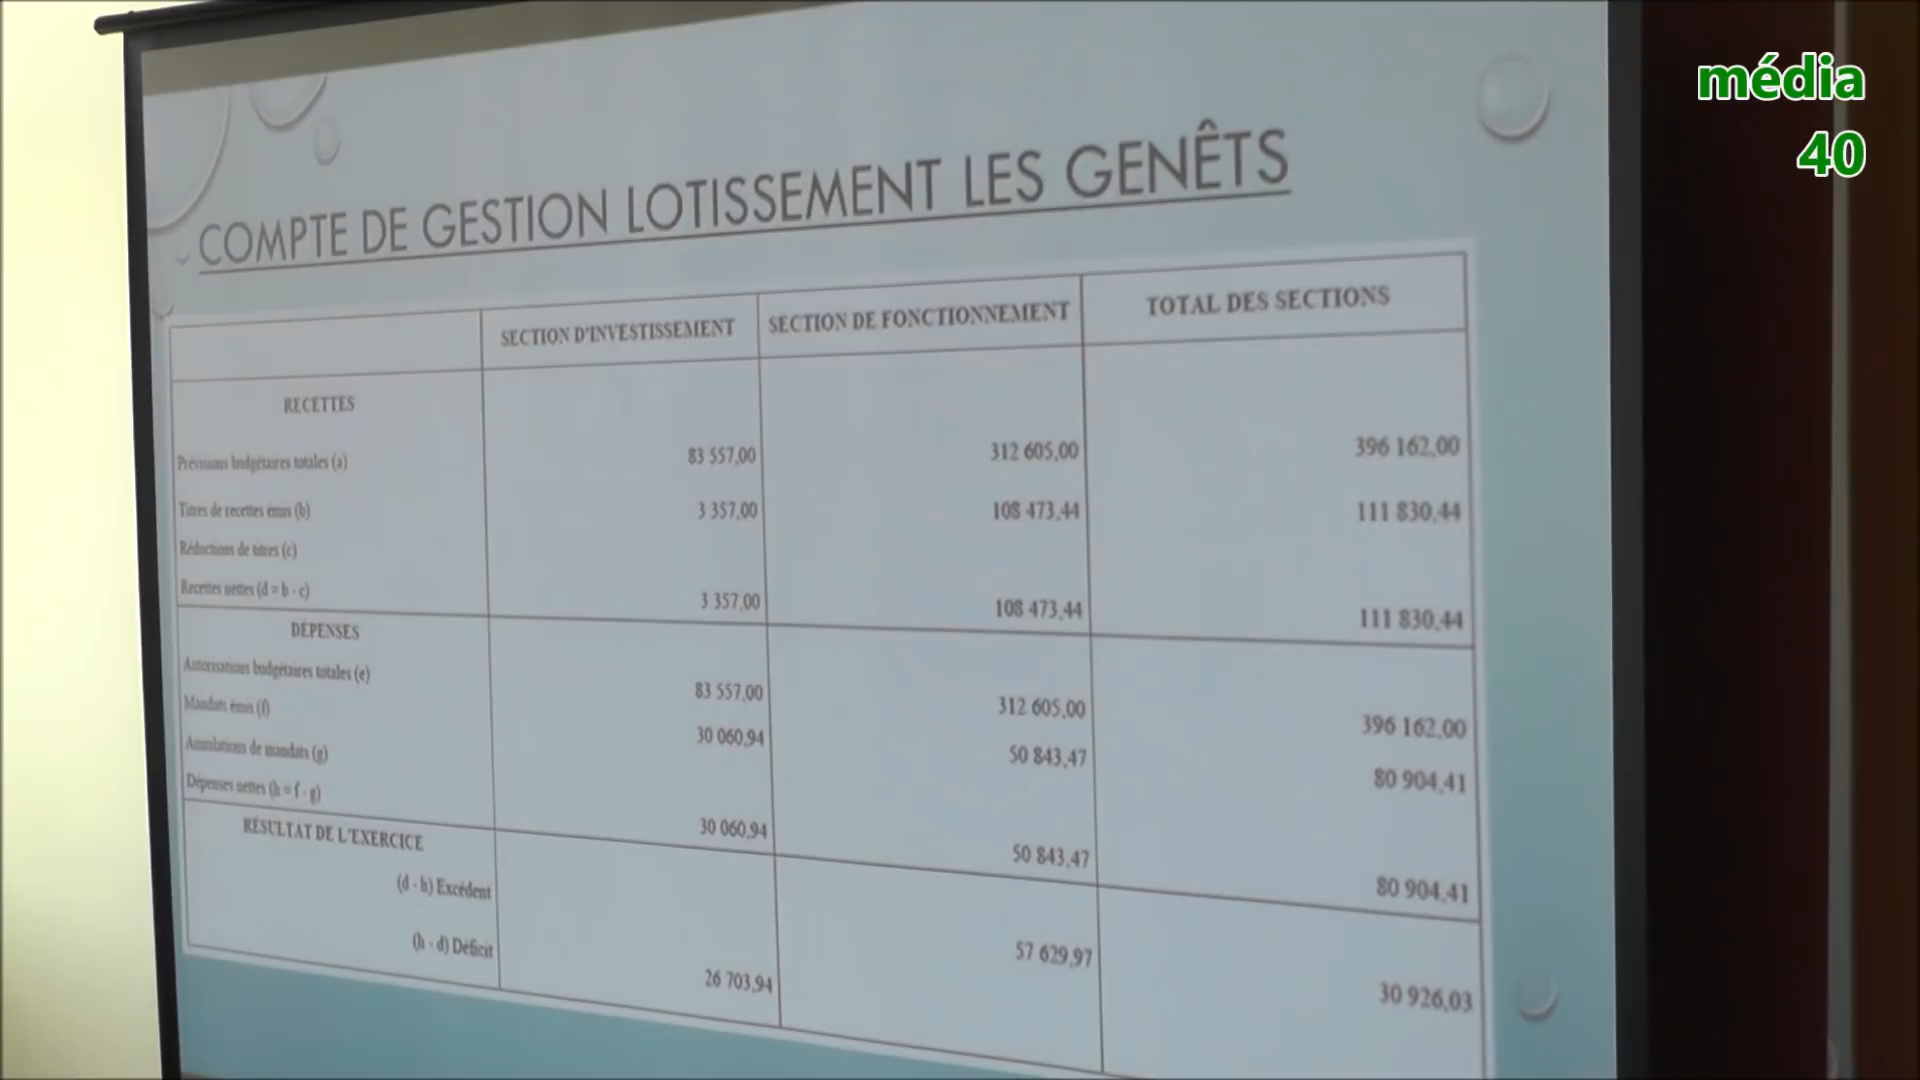 média
40
COMPTE DE GESTION LOTISSEMENT LES GENÊTS
SECTION D'INVESTISSEMENT SECTION DE FONCTIONNEMENT TOTAL DES SECTIONS
RECETTES
Prévisions budgétaires totales (a) 83 557,00 312 605,00 396 162,00
Titres de recettes émis (b) 3 357,00 108 473,44 111 830,44
Réductions de titres (c)
Recettes nettes (d = b - c) 3 357,00 108 473,44 111 830,44
DÉPENSES
Autorisations budgétaires totales (e) 83 557,00 312 605,00 396 162,00
Mandats émis (f) 30 060,94 50 843,47 80 904,41
Annulations de mandats (g)
Dépenses nettes (h = f - g) 30 060,94 50 843,47 80 904,41
RÉSULTAT DE L'EXERCICE
(d - h) Excédent 57 629,97 30 926,03
(h - d) Déficit 26 703,94